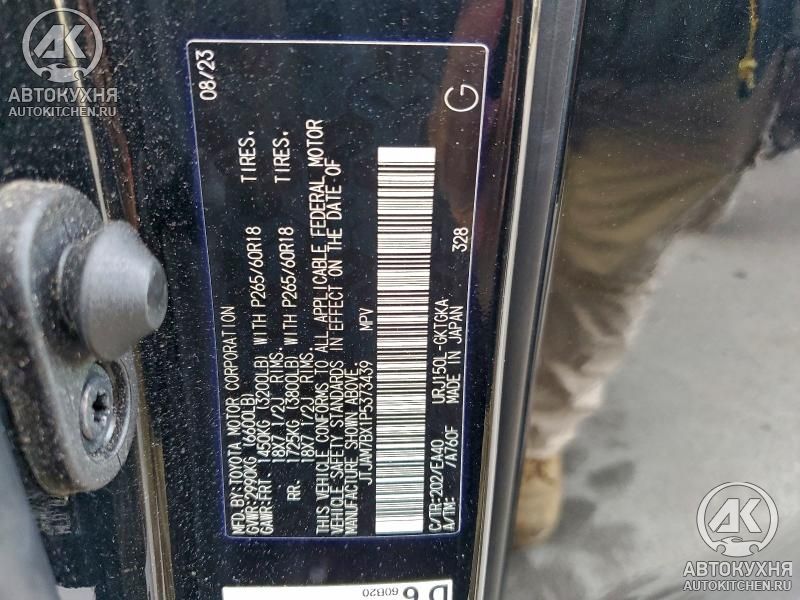 АК
АВТОКУХНЯ
AUTOKITCHEN.RU
MFD.BY:TOYOTA MOTOR CORPORATION 08/23
GVWR:2990KG (6600LB)
GAWR:FRT 1450KG (3200LB) WITH P265/60R18 TIRES.
18X7 1/2J RIMS.
RR. 1725KG (3800LB) WITH P265/60R18 TIRES.
18X7 1/2J RIMS.
THIS VEHICLE CONFORMS TO ALL APPLICABLE FEDERAL MOTOR
VEHICLE SAFETY STANDARDS IN EFFECT ON THE DATE OF
MANUFACTURE SHOWN ABOVE.
JTJAM7BX1P5373439 MPV
C/TR:202/EA40 URJ150L-GKTGKA
A/TM: /A760F MADE IN JAPAN
328
G
60B20
АК
АВТОКУХНЯ
AUTOKITCHEN.RU